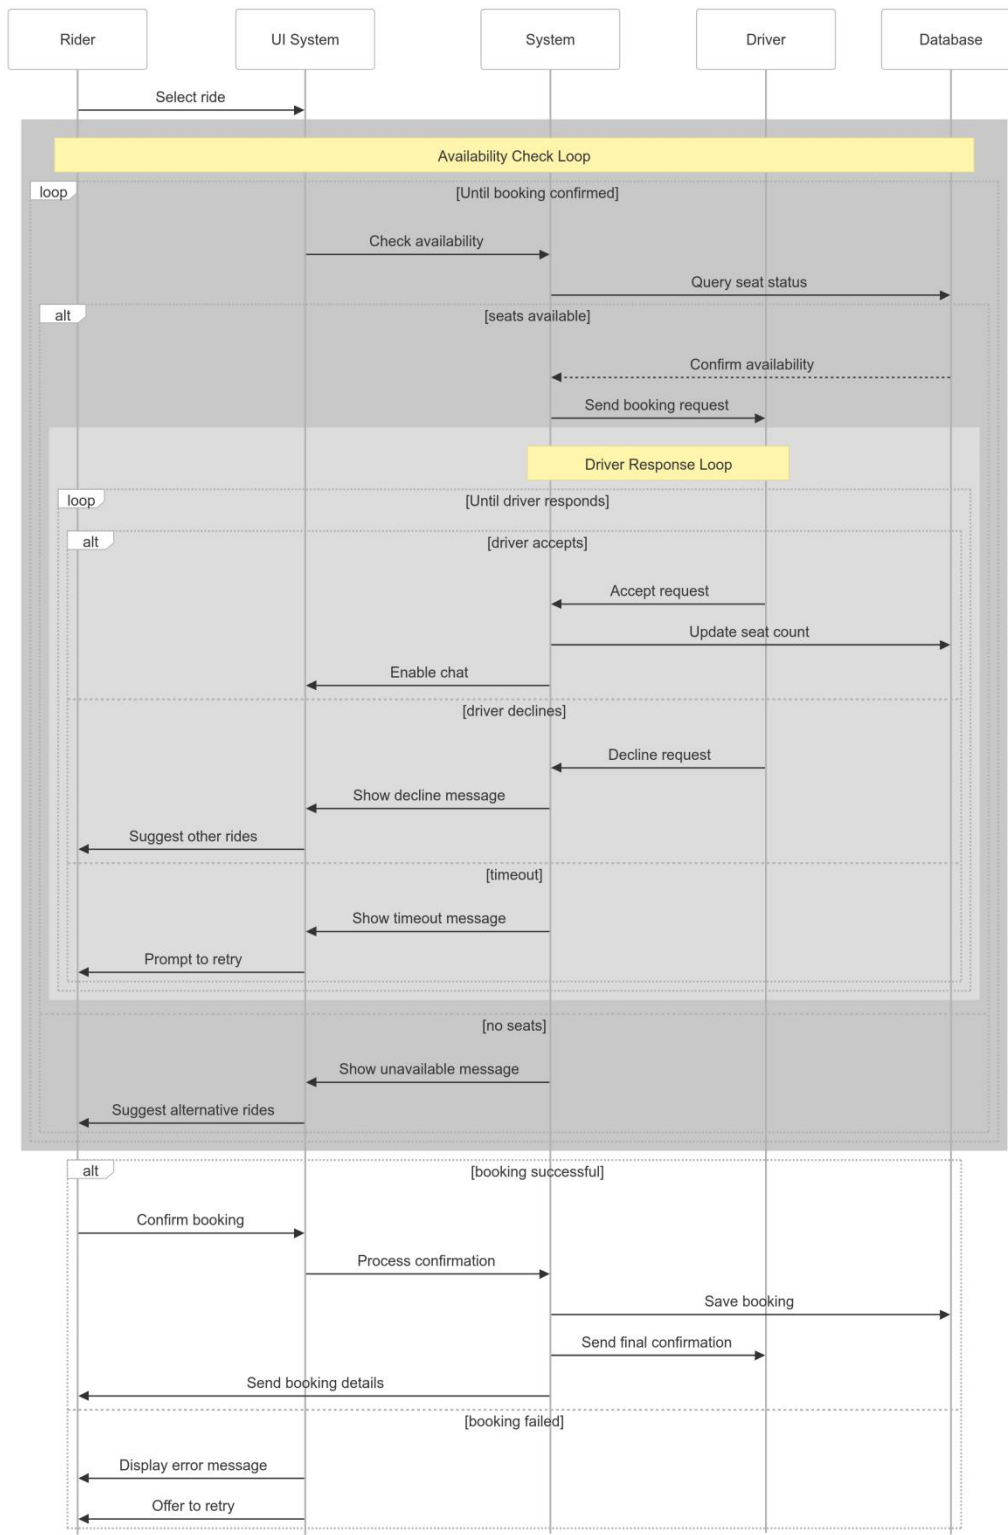 Rider
UI System
System
Driver
Database
Select ride
Availability Check Loop
loop
[Until booking confirmed]
Check availability
Query seat status
alt
[seats available]
Confirm availability
Send booking request
Driver Response Loop
loop
[Until driver responds]
alt
[driver accepts]
Accept request
Update seat count
Enable chat
[driver declines]
Decline request
Show decline message
Suggest other rides
[timeout]
Show timeout message
Prompt to retry
[no seats]
Show unavailable message
Suggest alternative rides
alt
[booking successful]
Confirm booking
Process confirmation
Save booking
Send final confirmation
Send booking details
[booking failed]
Display error message
Offer to retry